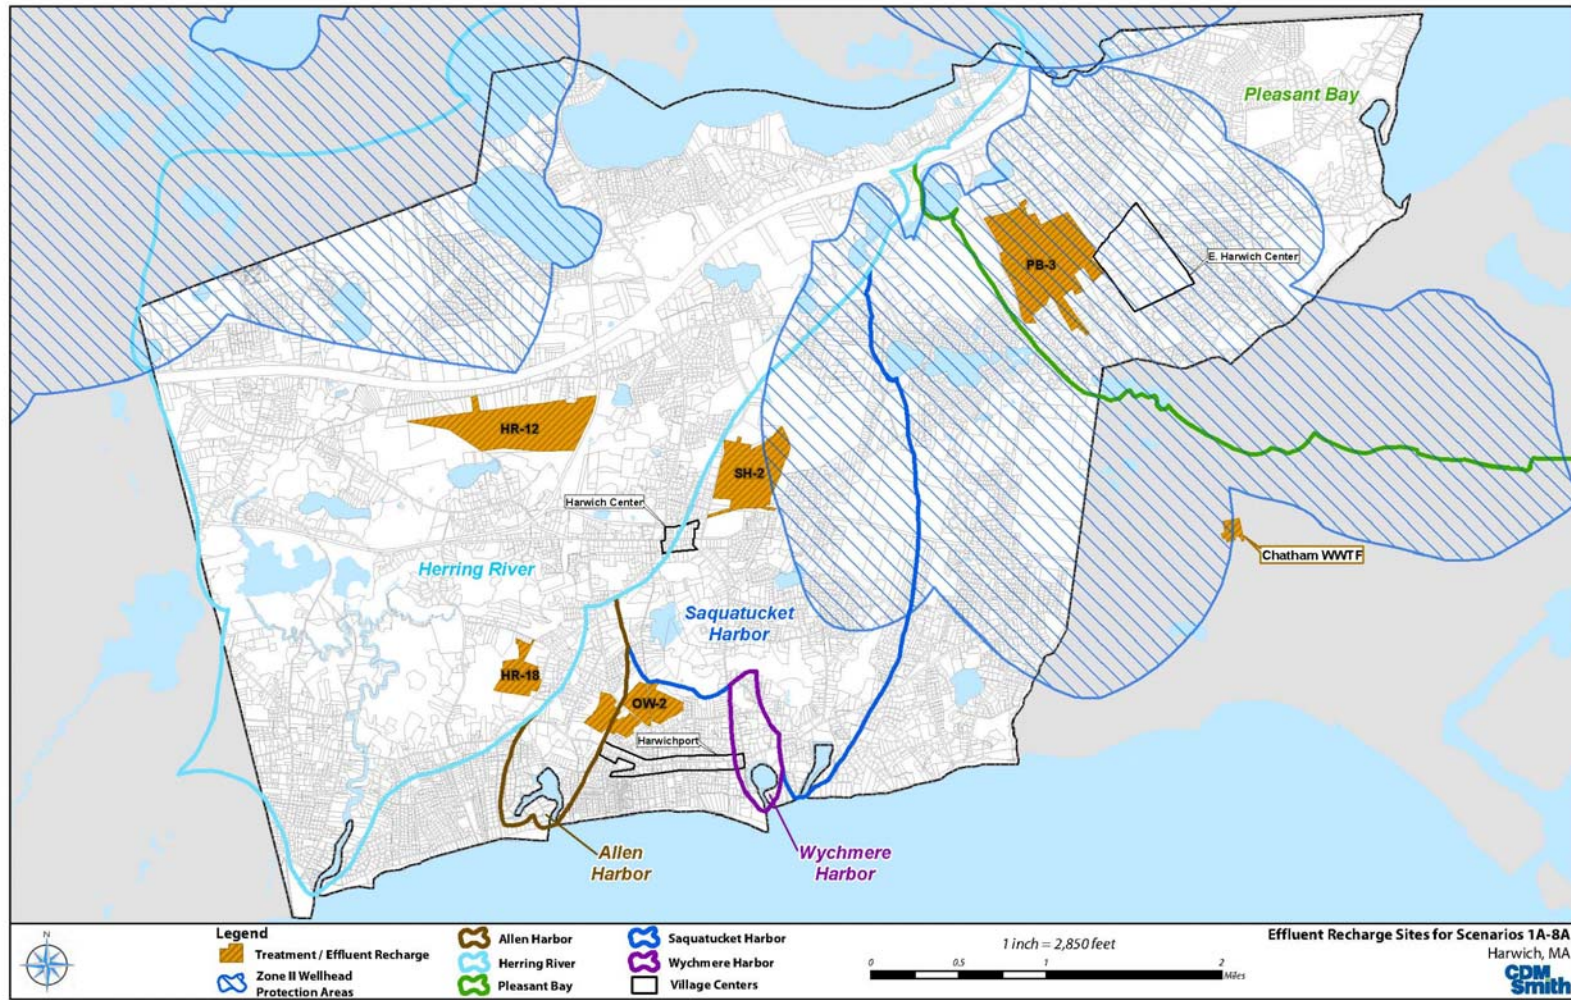 Pleasant Bay
E. Harwich Center
PB-3
HR-12
SH-2
Harwich Center
Chatham WWTF
Herring River
Saquatucket
Harbor
HR-18
OW-2
Harwichport
Allen
Harbor
Wychmere
Harbor
N
Legend
Treatment / Effluent Recharge
Zone II Wellhead
Protection Areas
Allen Harbor
Herring River
Pleasant Bay
Saquatucket Harbor
Wychmere Harbor
Village Centers
1 inch = 2,850 feet
0 0.5 1 2
Miles
Effluent Recharge Sites for Scenarios 1A-8A
Harwich, MA
CDM
Smith